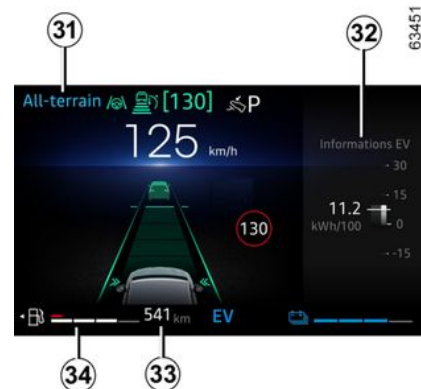 31
32
63451
All-terrain [130] P
125 km/h
Informations EV
30
15
11.2
kWh/100
0
-15
130
541 km
EV
34
33